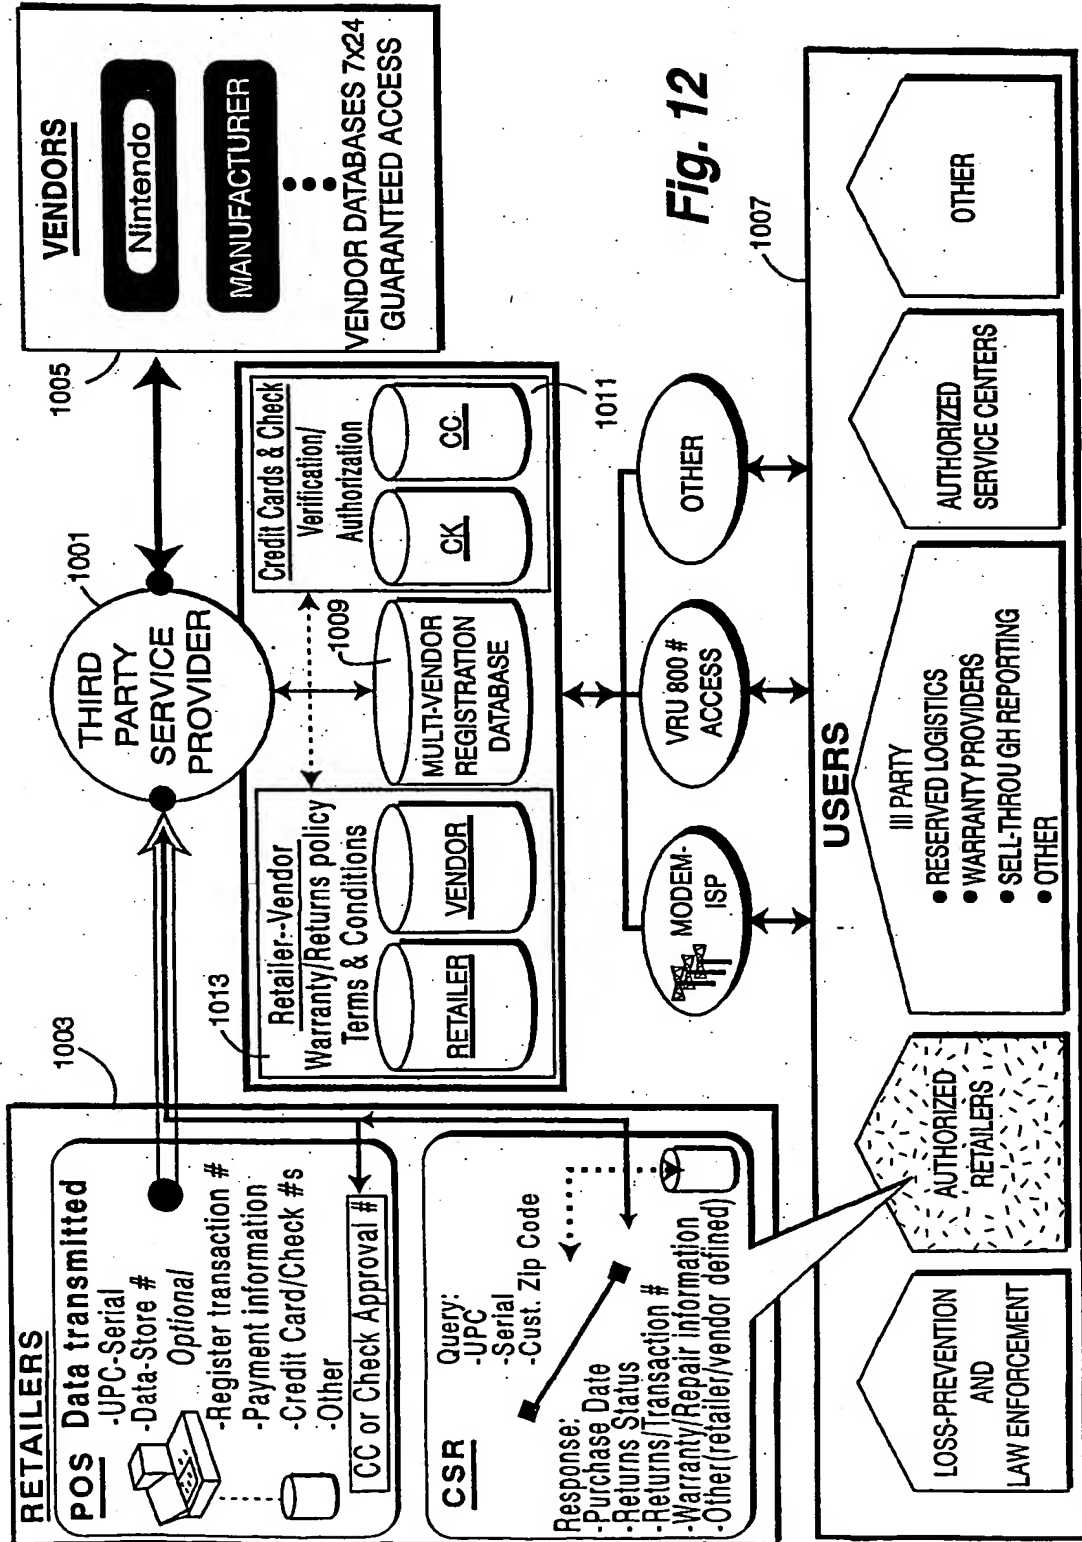 RETAILERS
POS Data transmitted
-UPC-Serial
-Data-Store #
Optional
-Register transaction #
-Payment information
-Credit Card/Check #s
-Other
CC or Check Approval #
CSR
Query:
-UPC
-Serial
-Cust. Zip Code
Response:
-Purchase Date
-Returns Status
-Returns/Transaction #
-Warranty/Repair information
-Other(retailer/vendor defined)
1003
THIRD
PARTY
SERVICE
PROVIDER
1001
1013
Retailer--Vendor
Warranty/Returns policy
Terms & Conditions
RETAILER
VENDOR
1009
MULTI-VENDOR
REGISTRATION
DATABASE
Credit Cards & Check
Verification/
Authorization
CK
CC
1011
1005
VENDORS
Nintendo
MANUFACTURER
VENDOR DATABASES 7x24
GUARANTEED ACCESS
MODEM-
ISP
VRU 800 #
ACCESS
OTHER
Fig. 12
1007
USERS
LOSS-PREVENTION
AND
LAW ENFORCEMENT
AUTHORIZED
RETAILERS
III PARTY
● RESERVED LOGISTICS
● WARRANTY PROVIDERS
● SELL-THROUGH REPORTING
● OTHER
AUTHORIZED
SERVICE CENTERS
OTHER